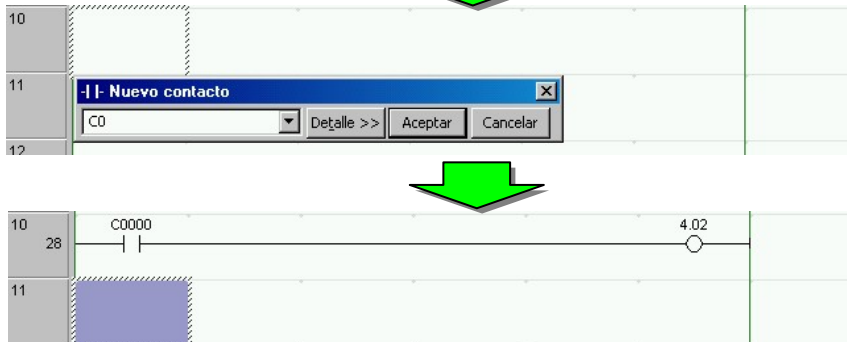 10
11
-| |- Nuevo contacto
C0 Detalle >> Aceptar Cancelar
12
10 C0000 4.02
28
11